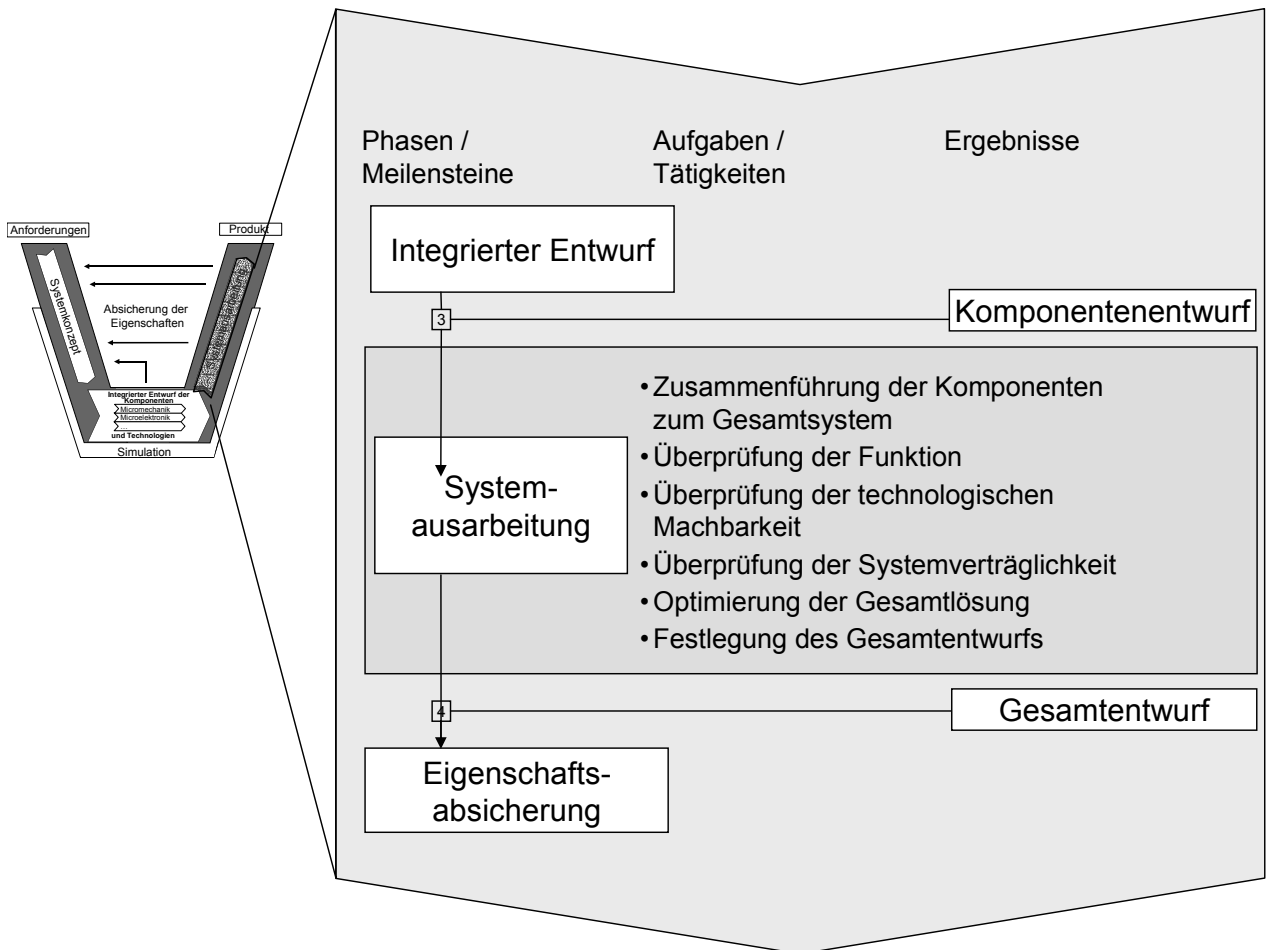 Phasen /
Meilensteine
Aufgaben /
Tätigkeiten
Ergebnisse
Integrierter Entwurf
3
Komponentenentwurf
System-
ausarbeitung
•Zusammenführung der Komponenten
zum Gesamtsystem
•Überprüfung der Funktion
•Überprüfung der technologischen
Machbarkeit
•Überprüfung der Systemverträglichkeit
•Optimierung der Gesamtlösung
•Festlegung des Gesamtentwurfs
4
Gesamtentwurf
Eigenschafts-
absicherung
Anforderungen
Produkt
Systemkonzept
Absicherung der
Eigenschaften
Systemausarbeitung
Integrierter Entwurf der
Komponenten
Micromechanik
Microelektronik
...
und Technologien
Simulation